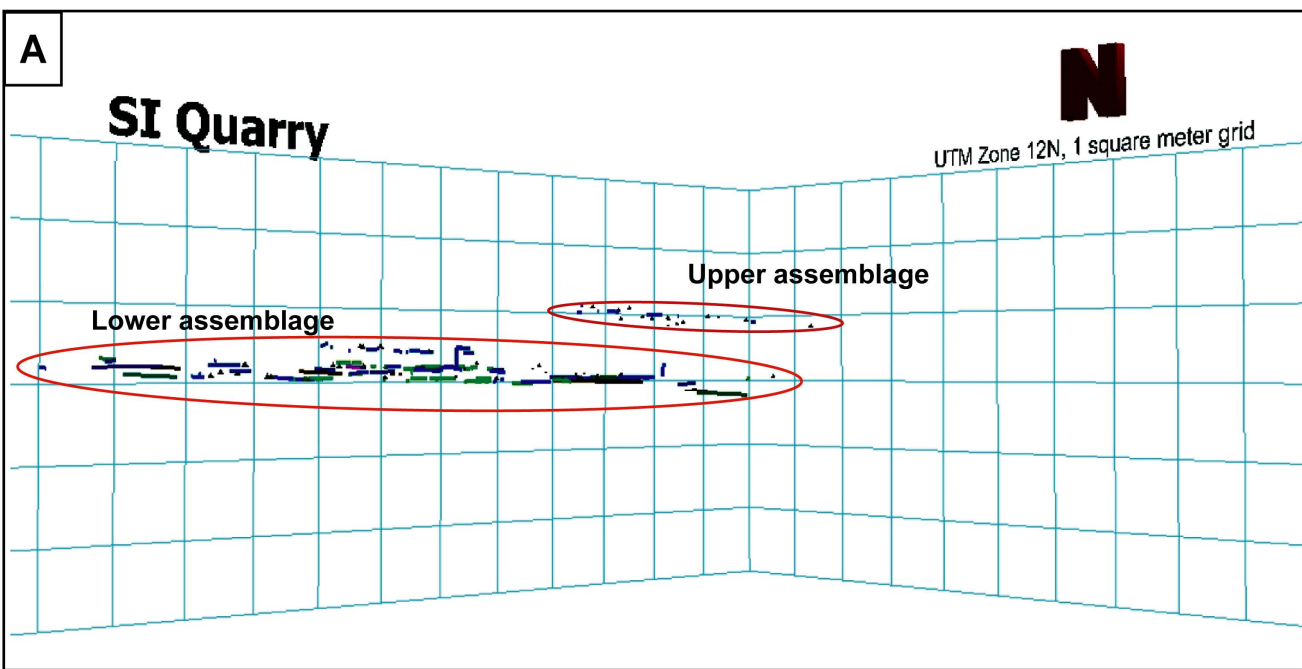 A
SI Quarry
N
UTM Zone 12N, 1 square meter grid
Upper assemblage
Lower assemblage